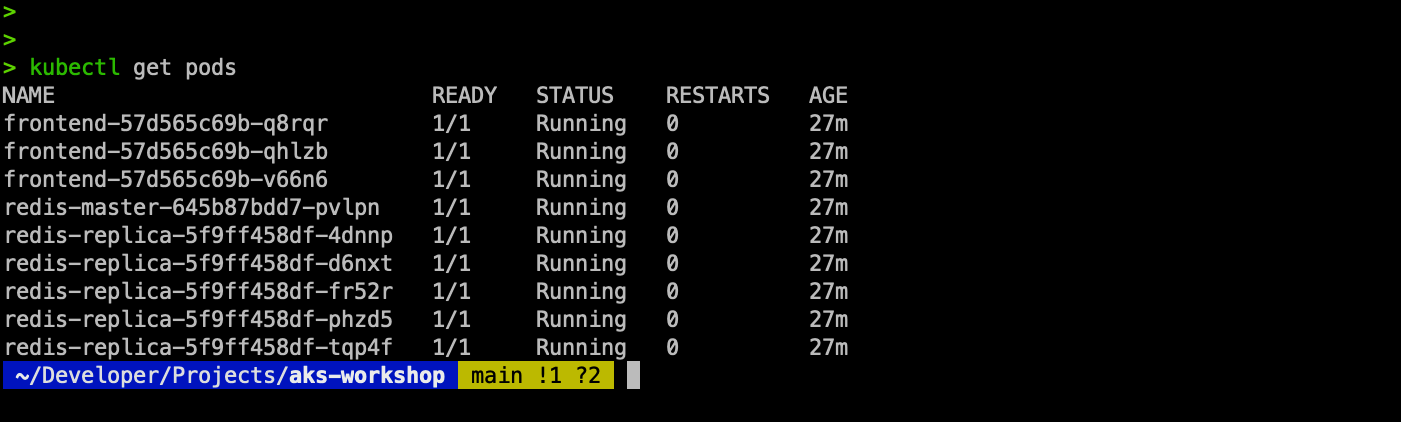 >
>
> kubectl get pods
NAME                             READY   STATUS    RESTARTS   AGE
frontend-57d565c69b-q8rqr        1/1     Running   0          27m
frontend-57d565c69b-qhlzb        1/1     Running   0          27m
frontend-57d565c69b-v66n6        1/1     Running   0          27m
redis-master-645b87bdd7-pvlpn    1/1     Running   0          27m
redis-replica-5f9ff458df-4dnnp   1/1     Running   0          27m
redis-replica-5f9ff458df-d6nxt   1/1     Running   0          27m
redis-replica-5f9ff458df-fr52r   1/1     Running   0          27m
redis-replica-5f9ff458df-phzd5   1/1     Running   0          27m
redis-replica-5f9ff458df-tqp4f   1/1     Running   0          27m
~/Developer/Projects/aks-workshop  main !1 ?2